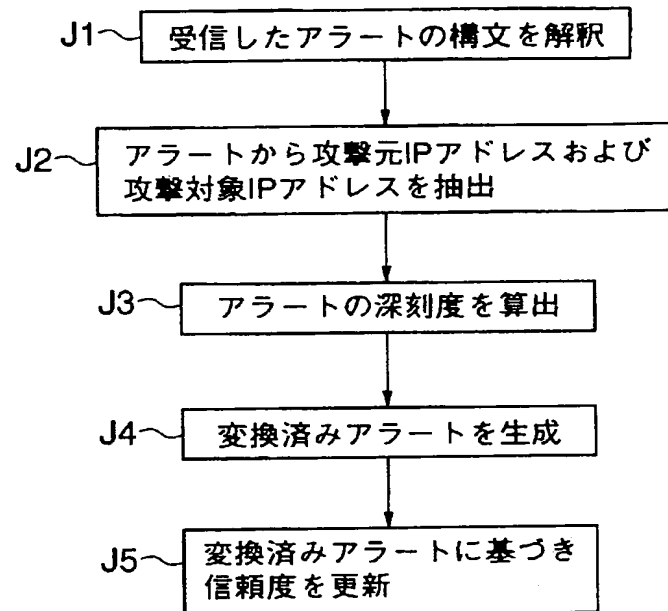 J1 受信したアラートの構文を解釈
J2 アラートから攻撃元IPアドレスおよび
攻撃対象IPアドレスを抽出
J3 アラートの深刻度を算出
J4 変換済みアラートを生成
J5 変換済みアラートに基づき
信頼度を更新